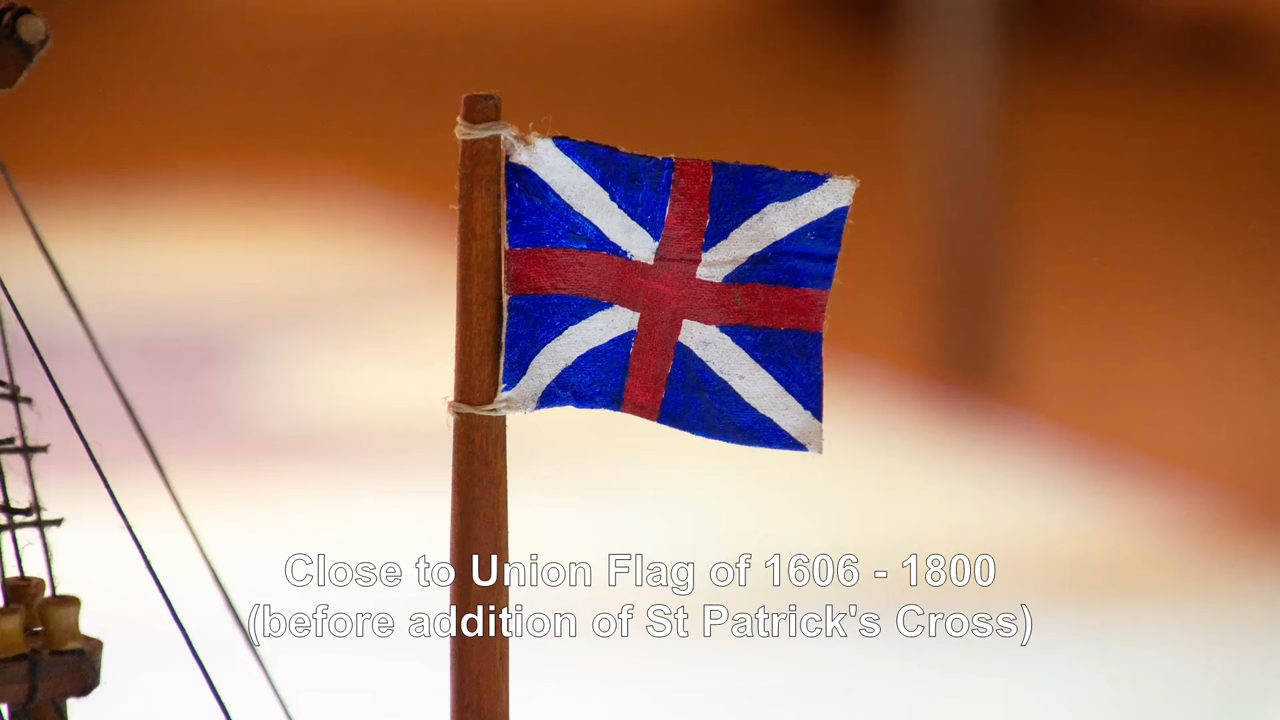 Close to Union Flag of 1606 - 1800
(before addition of St Patrick's Cross)